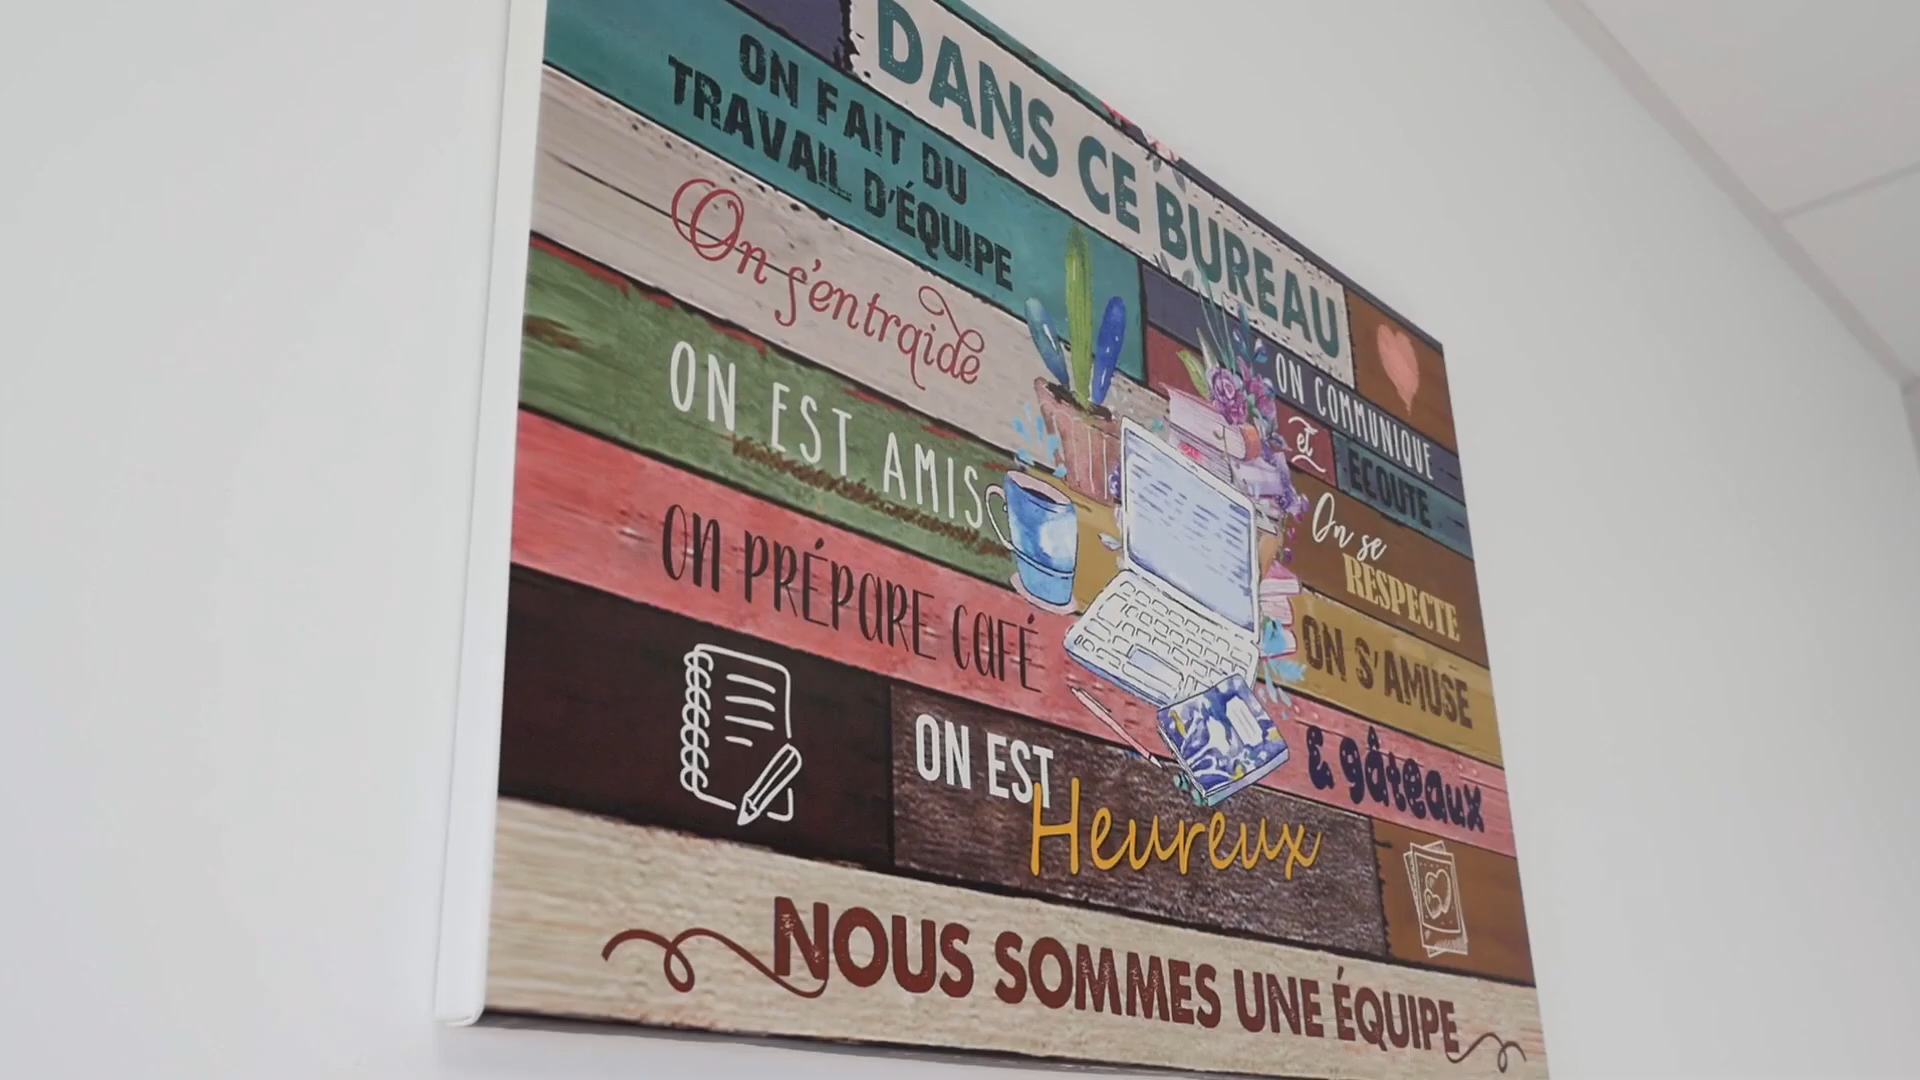 DANS CE BUREAU
ON FAIT DU
TRAVAIL D'ÉQUIPE
On s'entraide
ON COMMUNIQUE
et ECOUTE
ON EST AMIS
On se
RESPECTE
ON S'AMUSE
ON PRÉPARE CAFÉ
& gâteaux
ON EST
Heureux
NOUS SOMMES UNE ÉQUIPE